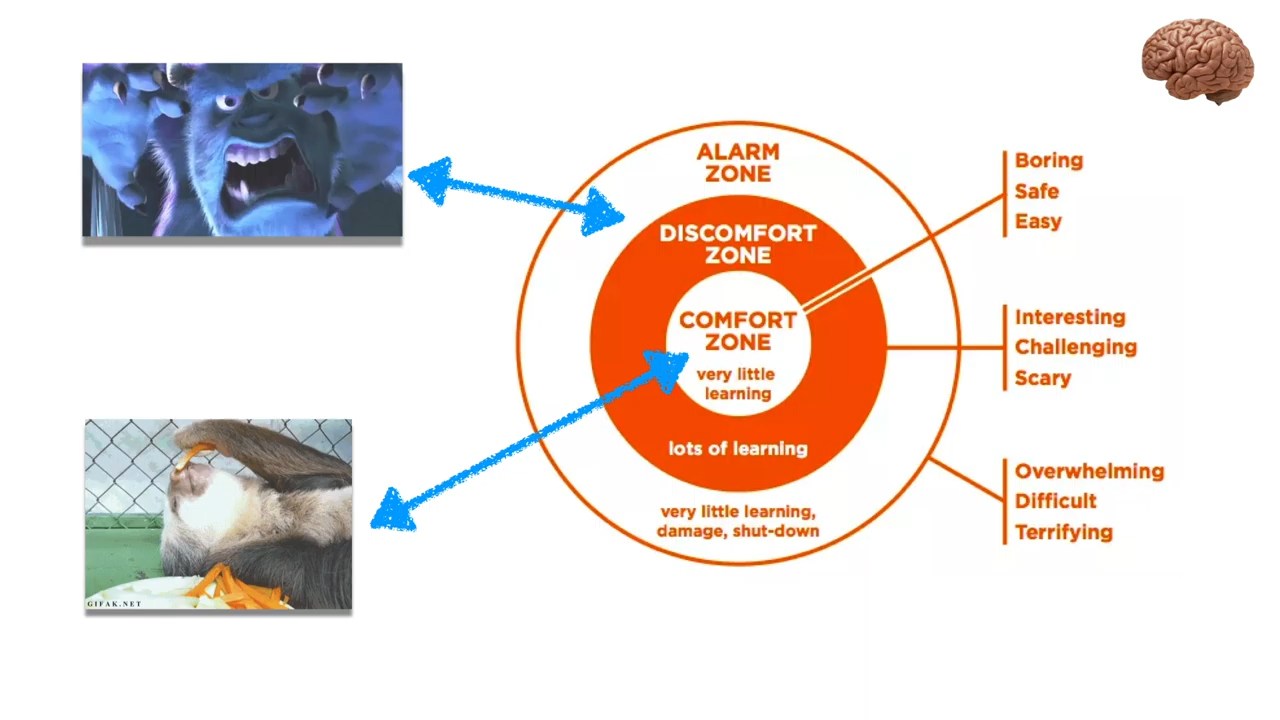 ALARM
ZONE
DISCOMFORT
ZONE
COMFORT
ZONE
very little
learning
lots of learning
very little learning,
damage, shut-down
Boring
Safe
Easy
Interesting
Challenging
Scary
Overwhelming
Difficult
Terrifying
GIFAK.NET